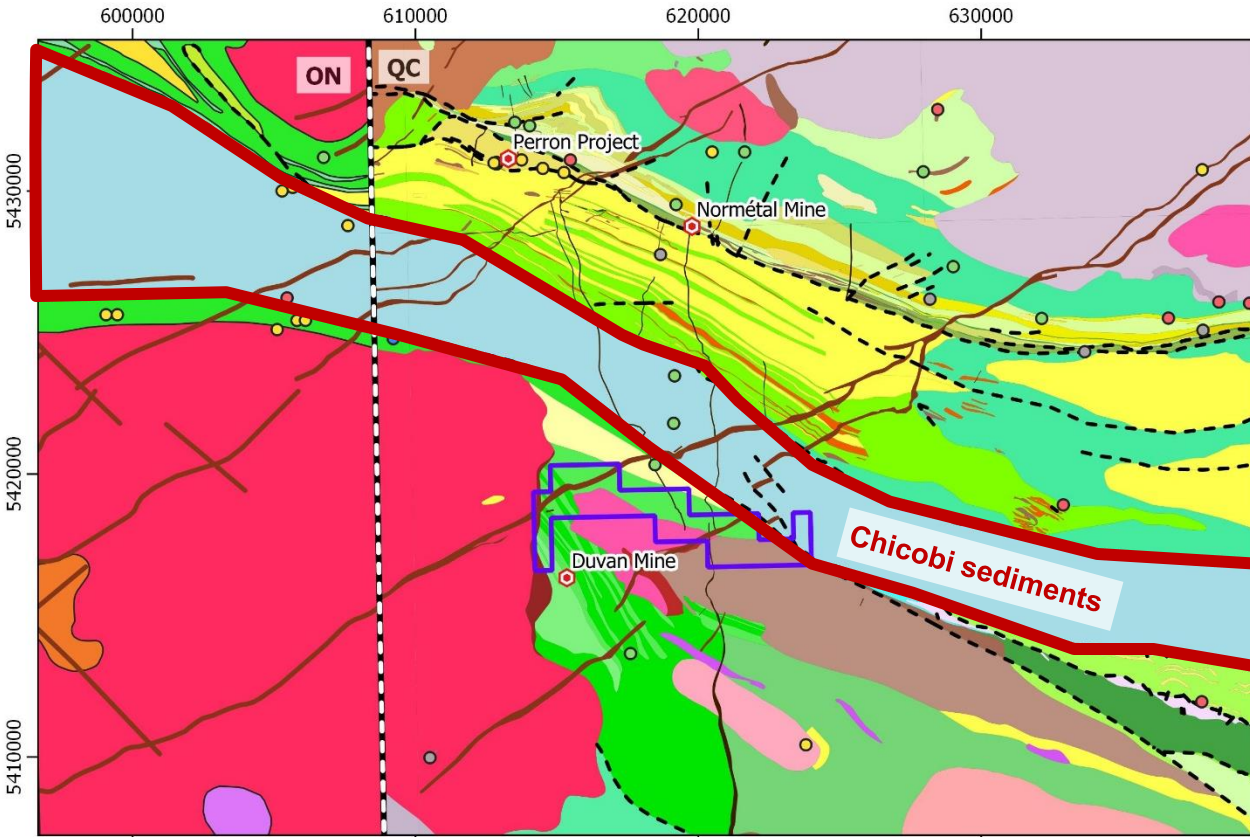 600000
610000
620000
630000
ON
QC
Perron Project
5430000
Normétal Mine
5420000
Chicobi sediments
Duvan Mine
5410000